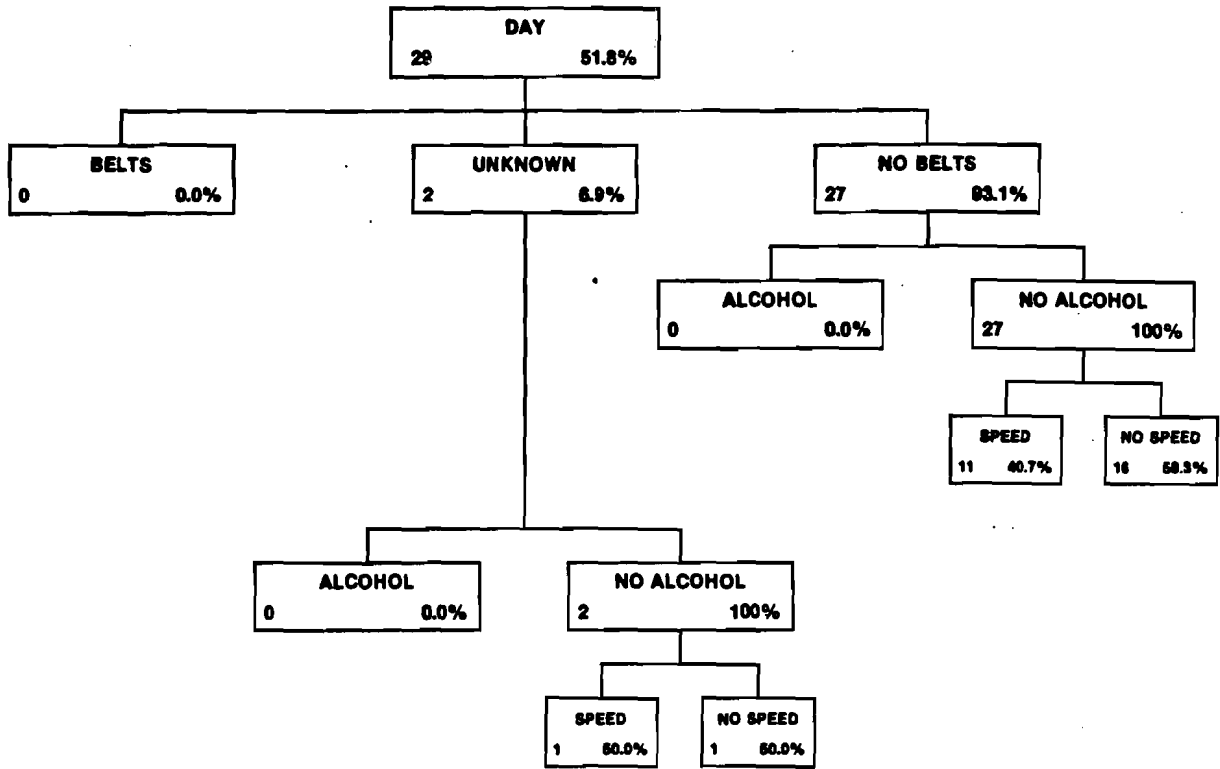 DAY
29 51.8%
BELTS
0 0.0%
UNKNOWN
2 6.9%
NO BELTS
27 93.1%
ALCOHOL
0 0.0%
NO ALCOHOL
27 100%
SPEED
11 40.7%
NO SPEED
16 59.3%
ALCOHOL
0 0.0%
NO ALCOHOL
2 100%
SPEED
1 50.0%
NO SPEED
1 50.0%